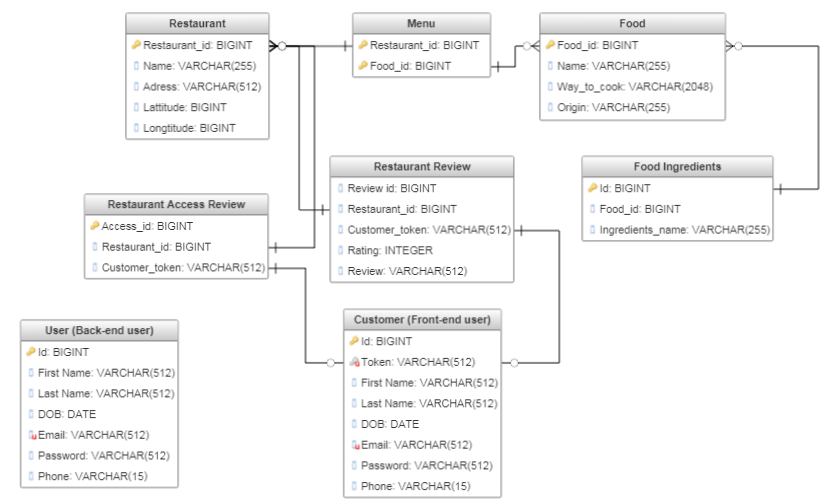 Restaurant
Restaurant_id: BIGINT
Name: VARCHAR(255)
Adress: VARCHAR(512)
Lattitude: BIGINT
Longtitude: BIGINT
Menu
Restaurant_id: BIGINT
Food_id: BIGINT
Food
Food_id: BIGINT
Name: VARCHAR(255)
Way_to_cook: VARCHAR(2048)
Origin: VARCHAR(255)
Restaurant Review
Review id: BIGINT
Restaurant_id: BIGINT
Customer_token: VARCHAR(512)
Rating: INTEGER
Review: VARCHAR(512)
Food Ingredients
Id: BIGINT
Food_id: BIGINT
Ingredients_name: VARCHAR(255)
Restaurant Access Review
Access_id: BIGINT
Restaurant_id: BIGINT
Customer_token: VARCHAR(512)
User (Back-end user)
Id: BIGINT
First Name: VARCHAR(512)
Last Name: VARCHAR(512)
DOB: DATE
Email: VARCHAR(512)
Password: VARCHAR(512)
Phone: VARCHAR(15)
Customer (Front-end user)
Id: BIGINT
Token: VARCHAR(512)
First Name: VARCHAR(512)
Last Name: VARCHAR(512)
DOB: DATE
Email: VARCHAR(512)
Password: VARCHAR(512)
Phone: VARCHAR(15)